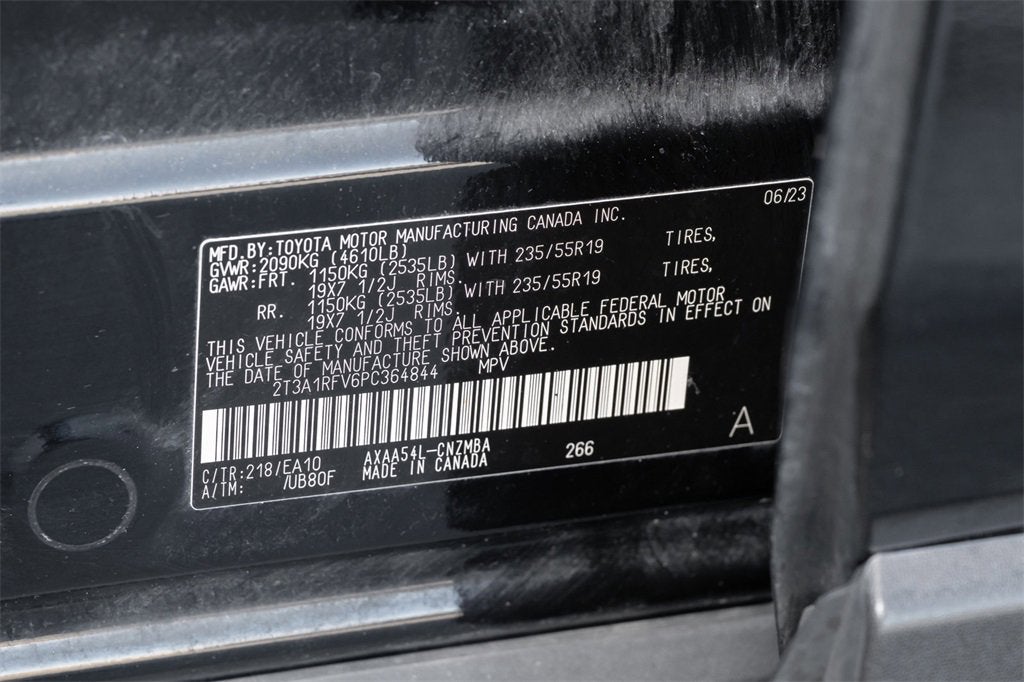 06/23
MFD.BY:TOYOTA MOTOR MANUFACTURING CANADA INC.
GVWR:2090KG (4610LB)
GAWR:FRT. 1150KG (2535LB) WITH 235/55R19 TIRES,
19X7 1/2J RIMS.
RR. 1150KG (2535LB) WITH 235/55R19 TIRES,
19X7 1/2J RIMS.
THIS VEHICLE CONFORMS TO ALL APPLICABLE FEDERAL MOTOR
VEHICLE SAFETY AND THEFT PREVENTION STANDARDS IN EFFECT ON
THE DATE OF MANUFACTURE SHOWN ABOVE.
2T3A1RFV6PC364844 MPV
C/TR:218/EA10 AXAA54L-CNZMBA 266 A
A/TM: /UB80F MADE IN CANADA